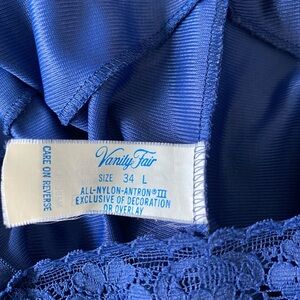 Vanity Fair
SIZE 34 L
ALL-NYLON-ANTRON®III
EXCLUSIVE OF DECORATION
OR OVERLAY
CARE ON REVERSE